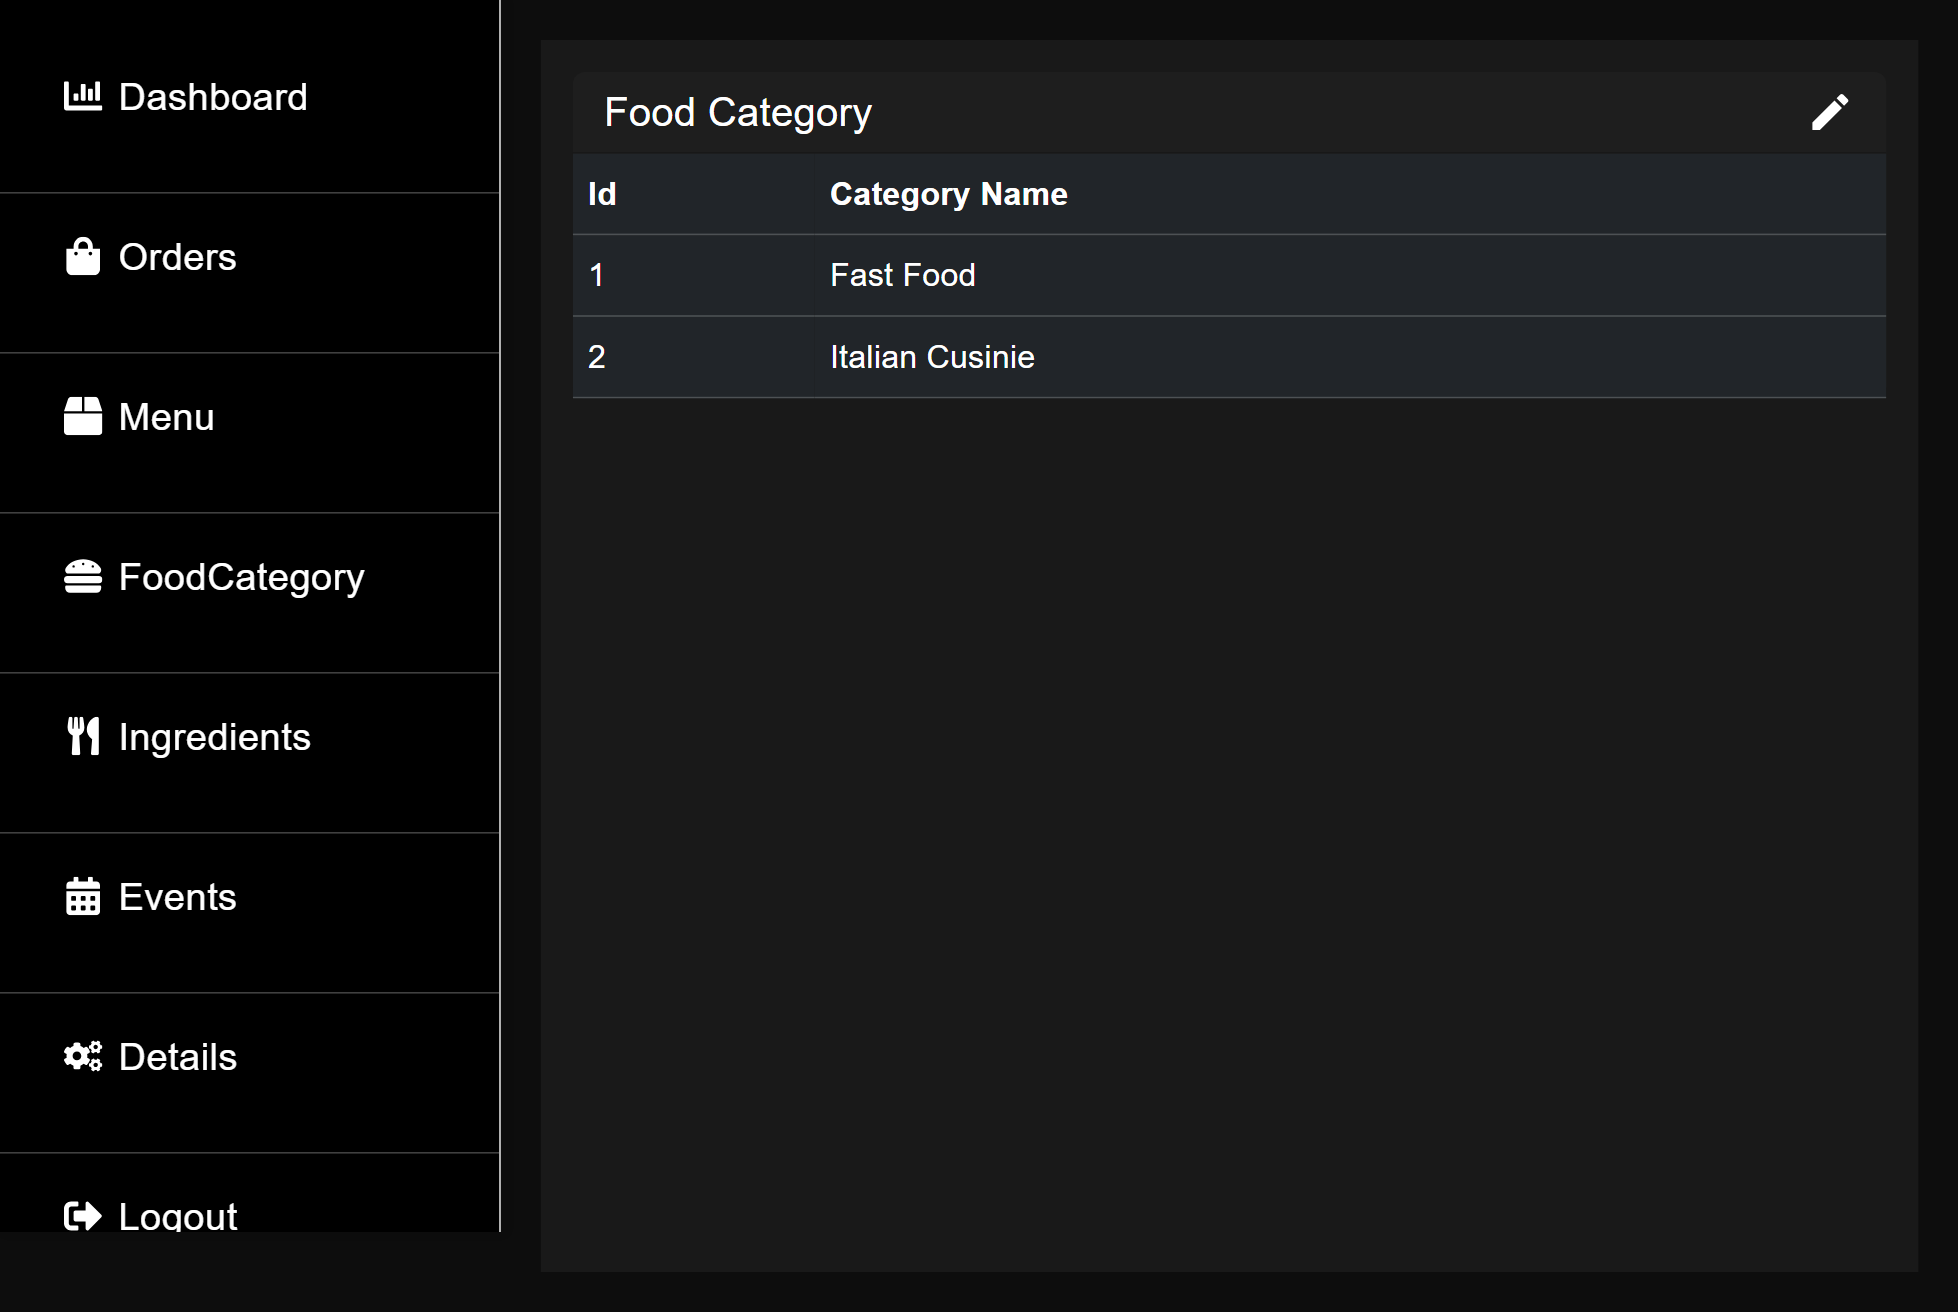 Dashboard
Orders
Menu
FoodCategory
Ingredients
Events
Details
Logout
Food Category
Id Category Name
1 Fast Food
2 Italian Cusinie